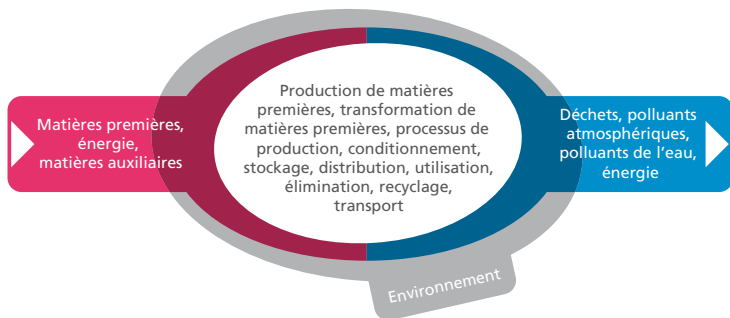 Matières premières,
énergie,
matières auxiliaires
Production de matières
premières, transformation de
matières premières, processus de
production, conditionnement,
stockage, distribution, utilisation,
élimination, recyclage,
transport
Déchets, polluants
atmosphériques,
polluants de l’eau,
énergie
Environnement